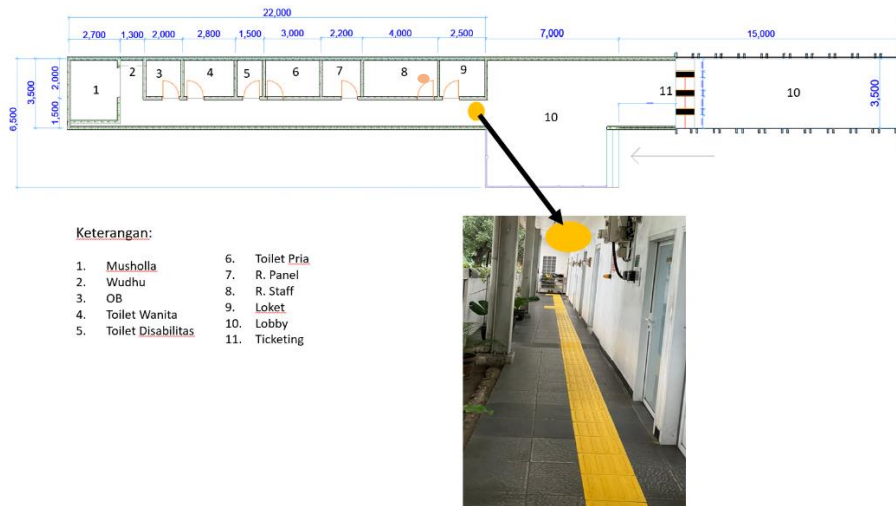 22,000
7,000
15,000
2,700
1,300
2,000
2,800
1,500
3,000
2,200
4,000
2,500
6,500
3,500
2,000
1,500
1
2
3
4
5
6
7
8
9
10
11
10
3,500
Keterangan:
1. Musholla
2. Wudhu
3. OB
4. Toilet Wanita
5. Toilet Disabilitas
6. Toilet Pria
7. R. Panel
8. R. Staff
9. Loket
10. Lobby
11. Ticketing